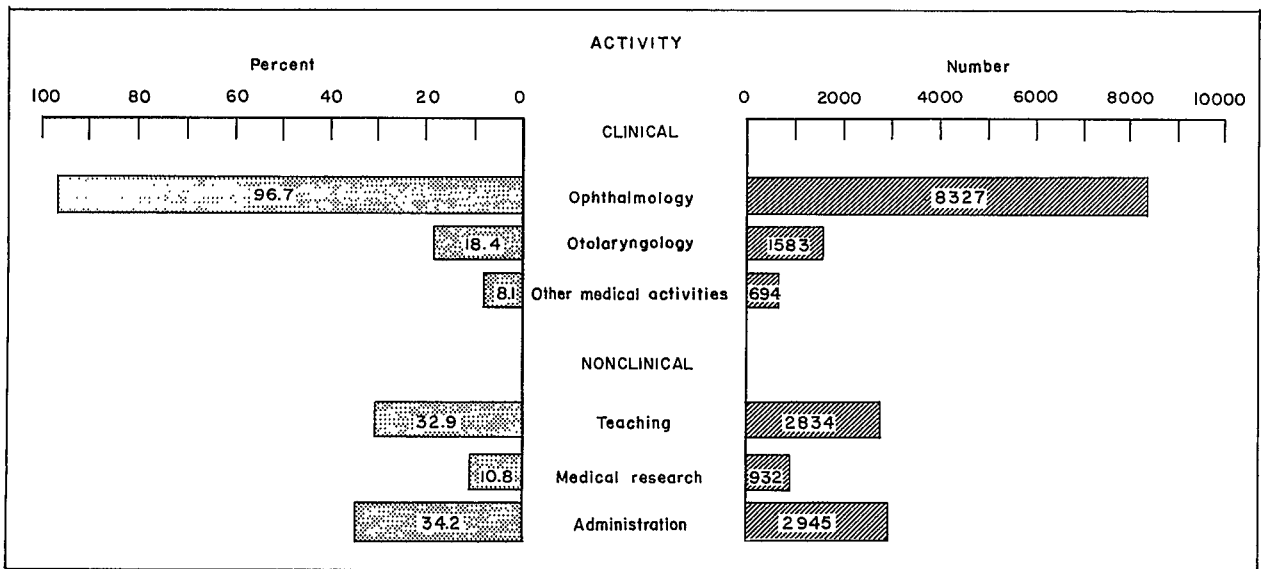 ACTIVITY
Percent Number
100 80 60 40 20 0 0 2000 4000 6000 8000 10000
CLINICAL
96.7 Ophthalmology 8327
18.4 Otolaryngology 1583
8.1 Other medical activities 694
NONCLINICAL
32.9 Teaching 2834
10.8 Medical research 932
34.2 Administration 2945